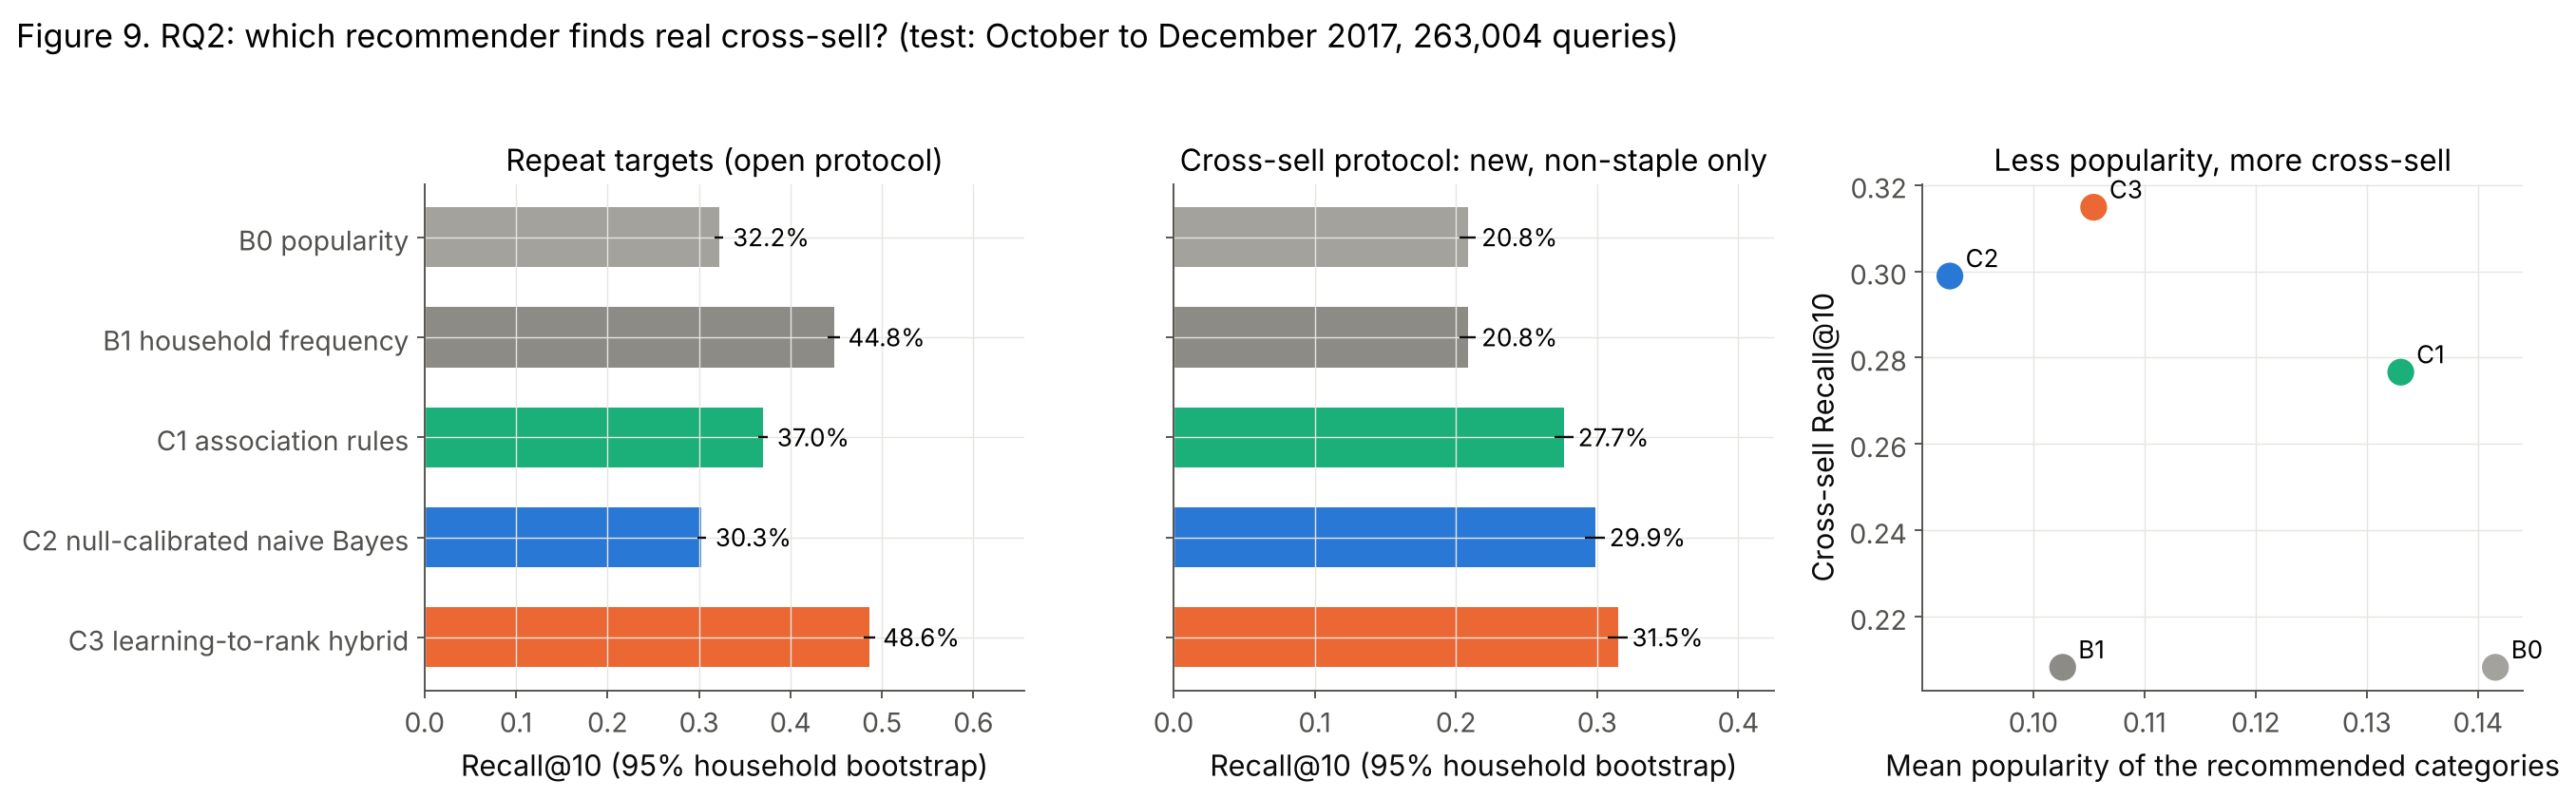 Figure 9. RQ2: which recommender finds real cross-sell? (test: October to December 2017, 263,004 queries)
Repeat targets (open protocol)
B0 popularity
B1 household frequency
C1 association rules
C2 null-calibrated naive Bayes
C3 learning-to-rank hybrid
32.2%
44.8%
37.0%
30.3%
48.6%
0.0 0.1 0.2 0.3 0.4 0.5 0.6
Recall@10 (95% household bootstrap)
Cross-sell protocol: new, non-staple only
20.8%
20.8%
27.7%
29.9%
31.5%
0.0 0.1 0.2 0.3 0.4
Recall@10 (95% household bootstrap)
Less popularity, more cross-sell
Cross-sell Recall@10
0.32
0.30
0.28
0.26
0.24
0.22
C3
C2
C1
B1
B0
0.10 0.11 0.12 0.13 0.14
Mean popularity of the recommended categories